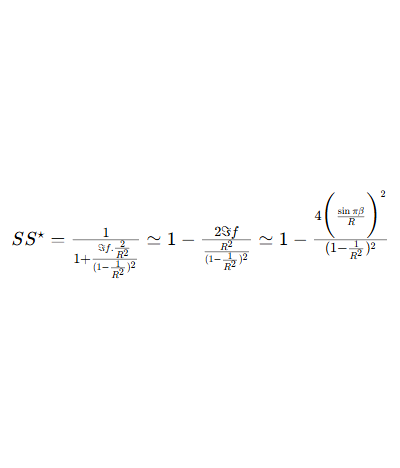 SS^{\star} = \frac{1}{1+\frac{\Im f.\frac{2}{R^2}}{(1-\frac{1}{R^2})^2}} \simeq 1 - \frac{2\Im f}{\frac{R^2}{(1-\frac{1}{R^2})^2}} \simeq 1 - \frac{4\left(\frac{\sin \pi\beta}{R}\right)^2}{(1-\frac{1}{R^2})^2}